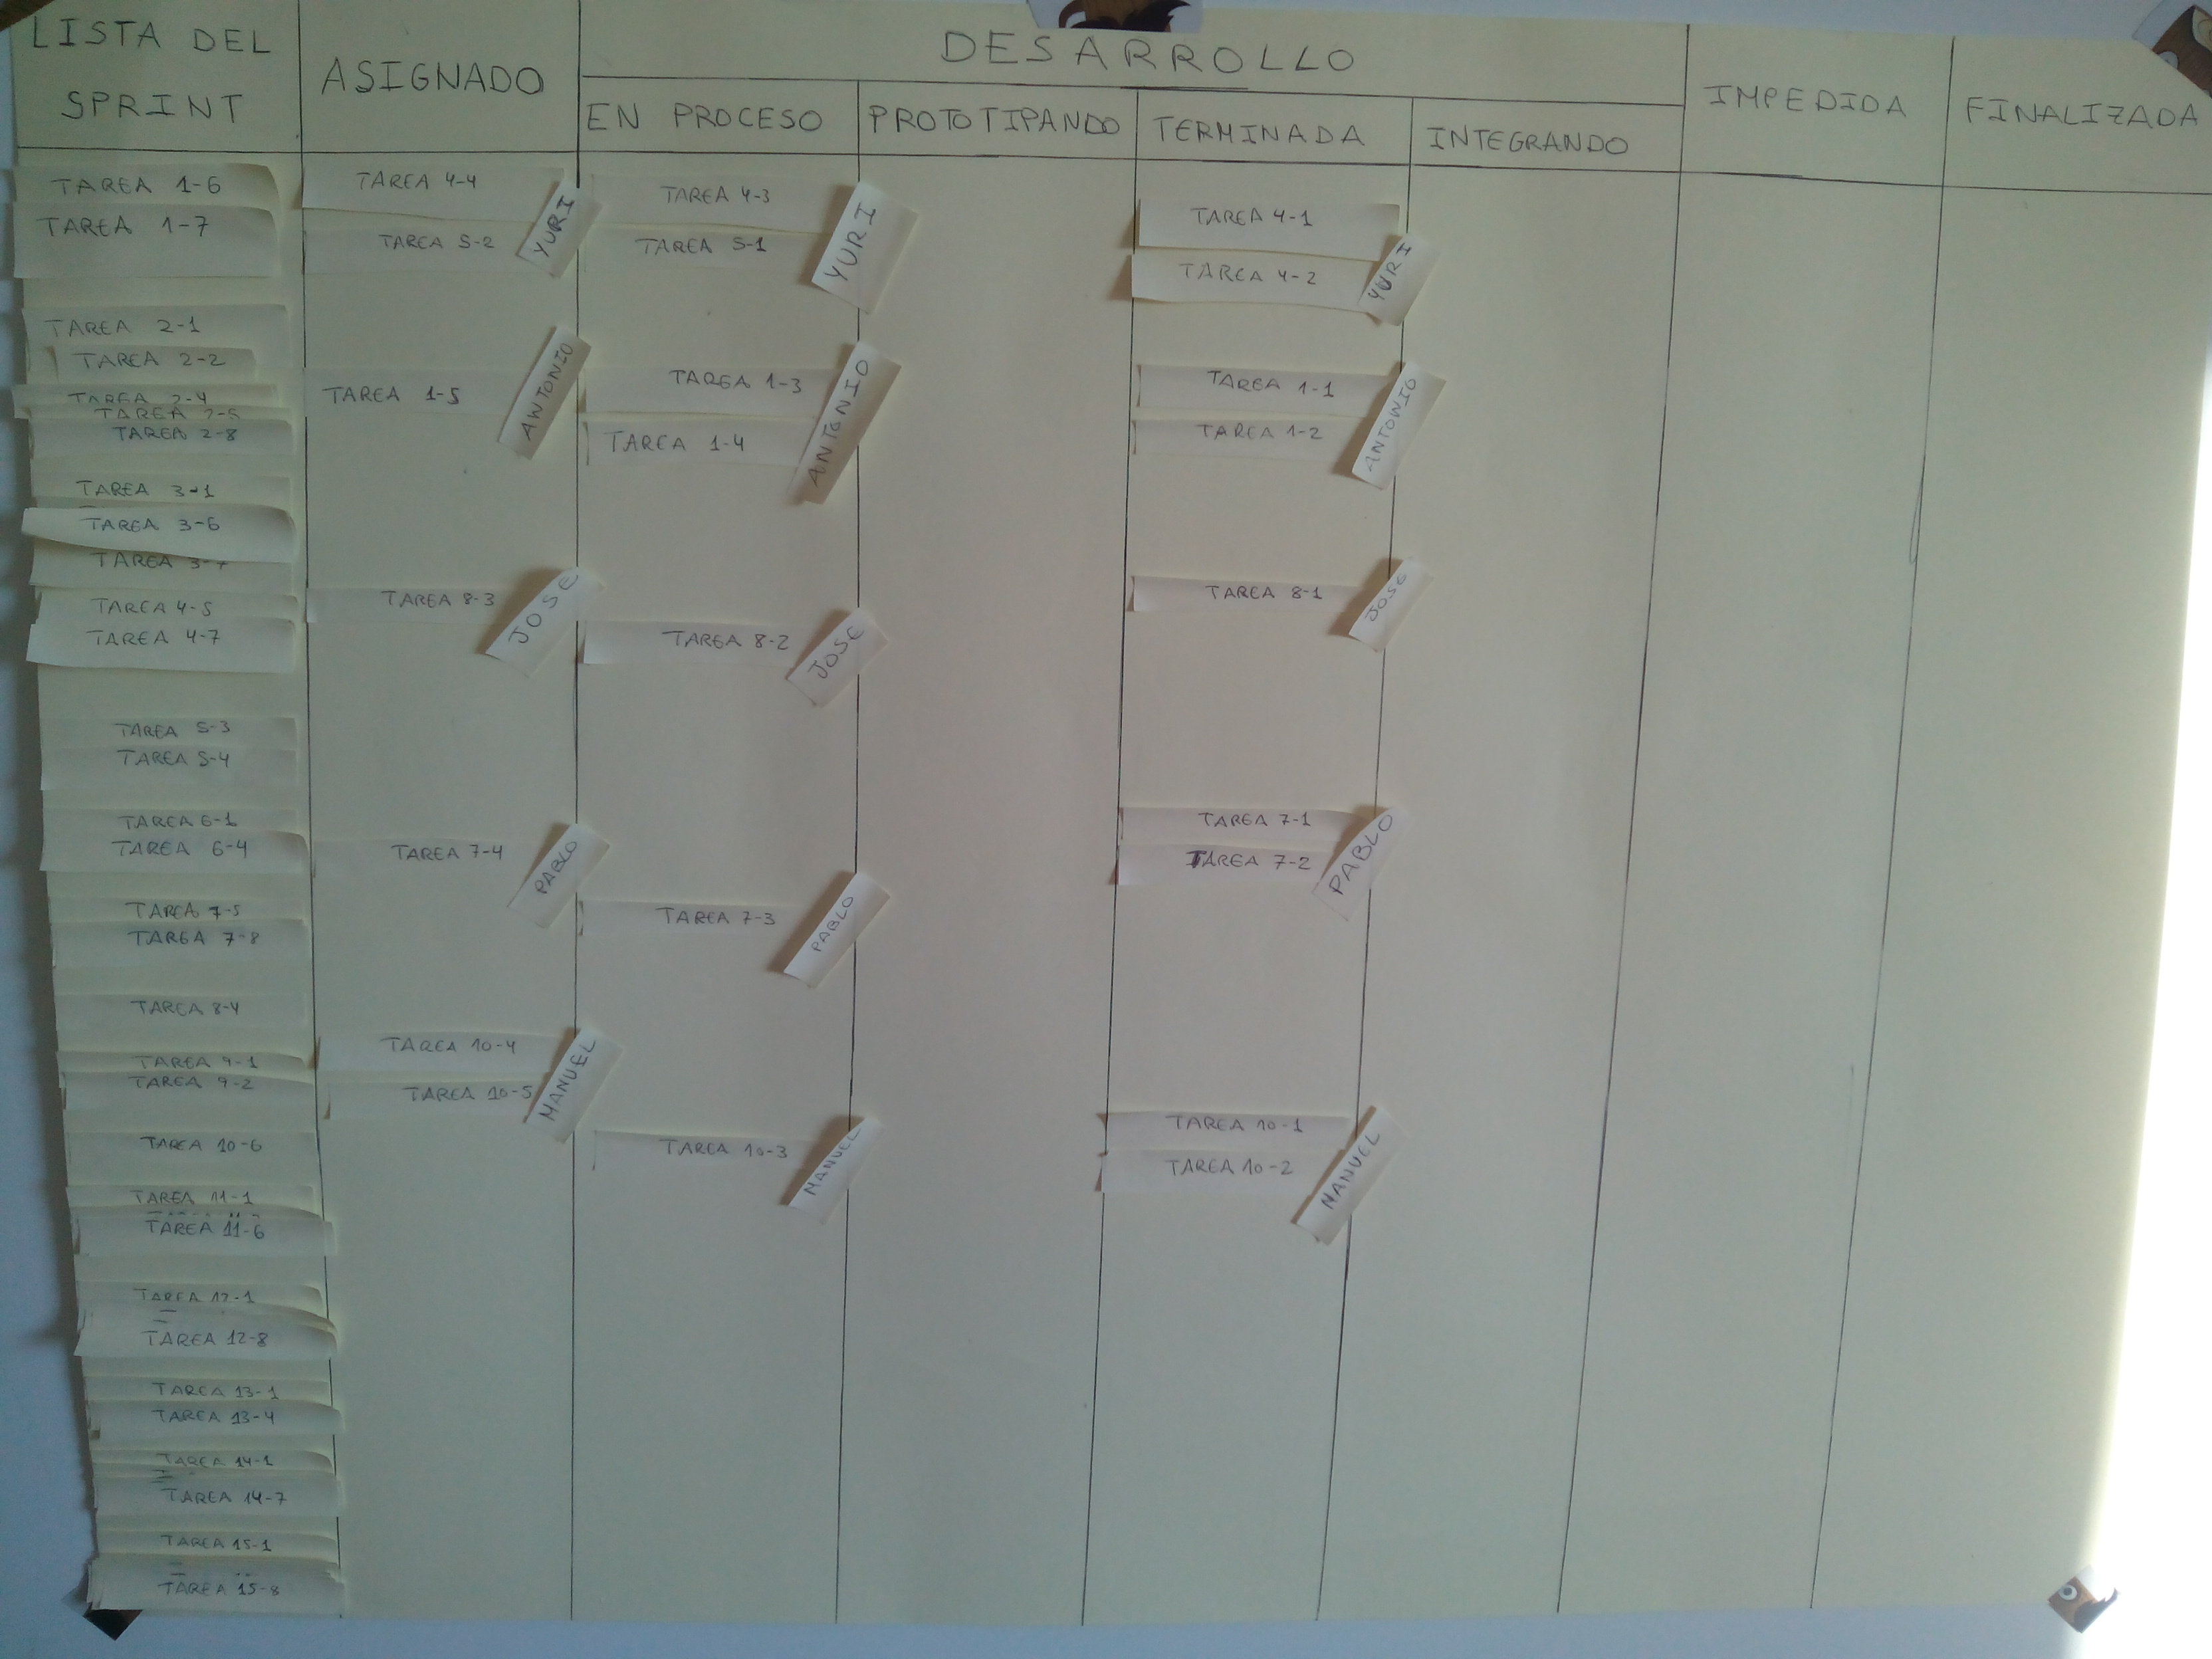 LISTA DEL
SPRINT
ASIGNADO
DESARROLLO
EN PROCESO
PROTOTIPANDO
TERMINADA
INTEGRANDO
IMPEDIDA
FINALIZADA
TAREA 1-6
TAREA 1-7
TAREA 2-1
TAREA 2-2
TAREA 2-4
TAREA 2-5
TAREA 2-8
TAREA 3-1
TAREA 3-6
TAREA 3-7
TAREA 4-5
TAREA 4-7
TAREA 5-3
TAREA 5-4
TAREA 6-1
TAREA 6-4
TAREA 7-5
TAREA 7-8
TAREA 8-4
TAREA 9-1
TAREA 9-2
TAREA 10-6
TAREA 11-1
TAREA 11-6
TAREA 12-1
TAREA 12-8
TAREA 13-1
TAREA 13-4
TAREA 14-1
TAREA 14-7
TAREA 15-1
TAREA 15-8
TAREA 4-4
TAREA 5-2
YURI
TAREA 1-5
ANTONIO
TAREA 8-3
JOSE
TAREA 7-4
PABLO
TAREA 10-4
TAREA 10-5
MANUEL
TAREA 4-3
TAREA 5-1
YURI
TAREA 1-3
TAREA 1-4
ANTONIO
TAREA 8-2
JOSE
TAREA 7-3
PABLO
TAREA 10-3
MANUEL
TAREA 4-1
TAREA 4-2
YURI
TAREA 1-1
TAREA 1-2
ANTONIO
TAREA 8-1
JOSE
TAREA 7-1
TAREA 7-2
PABLO
TAREA 10-1
TAREA 10-2
MANUEL